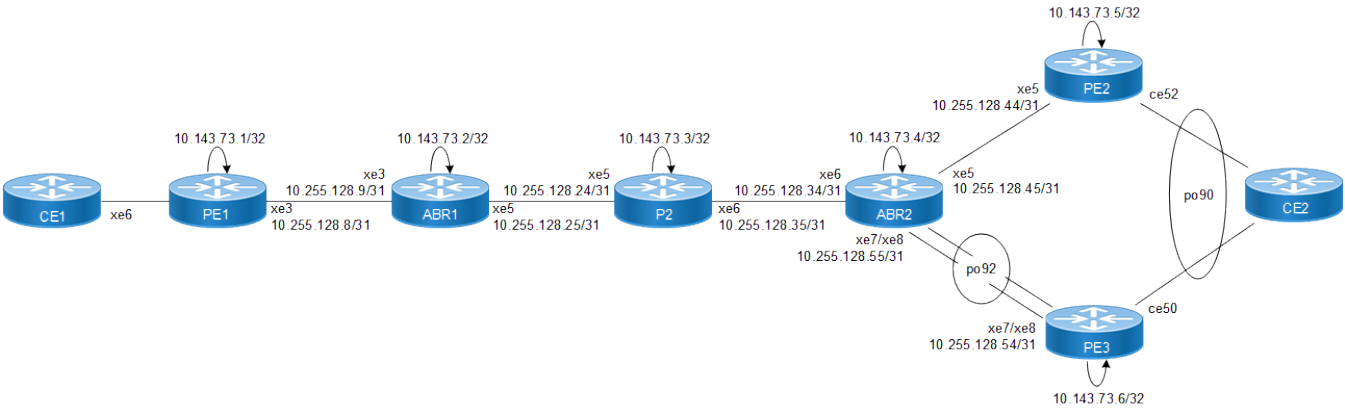 10.143.73.5/32
PE2
xe5
10.255.128.44/31
ce52
10.143.73.1/32
10.143.73.2/32
10.143.73.3/32
10.143.73.4/32
CE1
xe6
PE1
xe3
10.255.128.9/31
xe3
10.255.128.8/31
ABR1
xe5
10.255.128.24/31
xe5
10.255.128.25/31
P2
xe6
10.255.128.34/31
xe6
10.255.128.35/31
ABR2
xe5
10.255.128.45/31
po90
CE2
xe7/xe8
10.255.128.55/31
po92
ce50
xe7/xe8
10.255.128.54/31
PE3
10.143.73.6/32